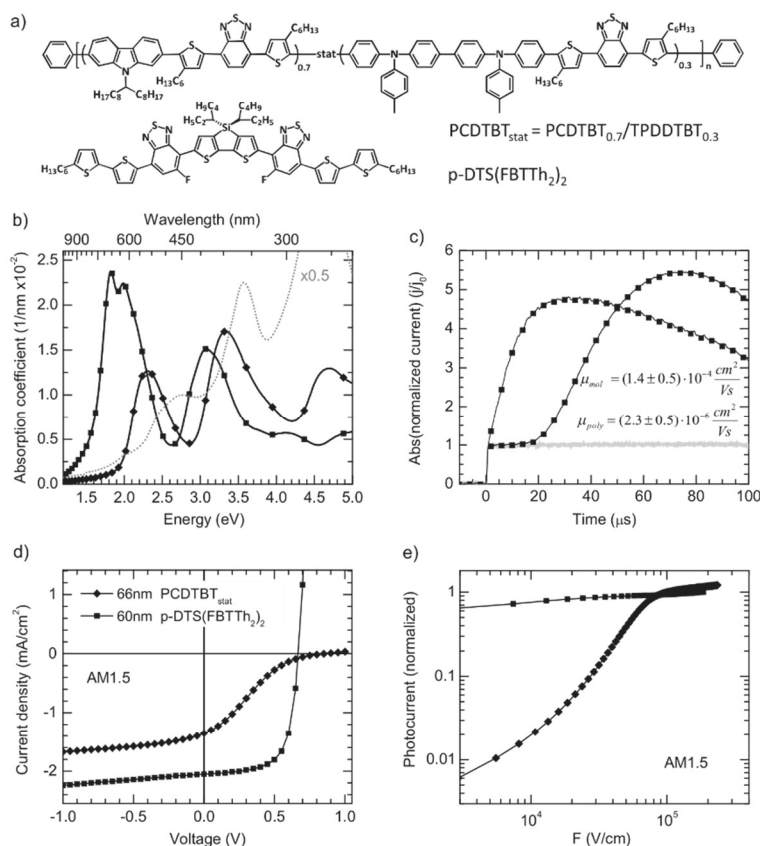 a)
C6H13
N S N
C6H13
S
S
0.7
stat
N
N
S
S
0.3
n
H13C6
H17C8 C8H17
H13C6
H9C4 C4H9
H5C2 Si C2H5
N S N
N S N
H13C6
S
S
F
S
S
F
S
S
C6H13
PCDTBTstat = PCDTBT0.7/TPDDTBT0.3
p-DTS(FBTTh2)2
b)
Wavelength (nm)
900 600 450 300
Absorption coefficient (1/nm x10-2)
2.5
2.0
1.5
1.0
0.5
0.0
x0.5
1.5 2.0 2.5 3.0 3.5 4.0 4.5 5.0
Energy (eV)
c)
Abs(normalized current) (j/j0)
6
5
4
3
2
1
0
μmol = (1.4 ± 0.5)·10-4 cm2/Vs
μpoly = (2.3 ± 0.5)·10-6 cm2/Vs
0 20 40 60 80 100
Time (μs)
d)
Current density (mA/cm2)
1
0
-1
-2
66nm PCDTBTstat
60nm p-DTS(FBTTh2)2
AM1.5
-1.0 -0.5 0.0 0.5 1.0
Voltage (V)
e)
Photocurrent (normalized)
1
0.1
0.01
AM1.5
104 105
F (V/cm)